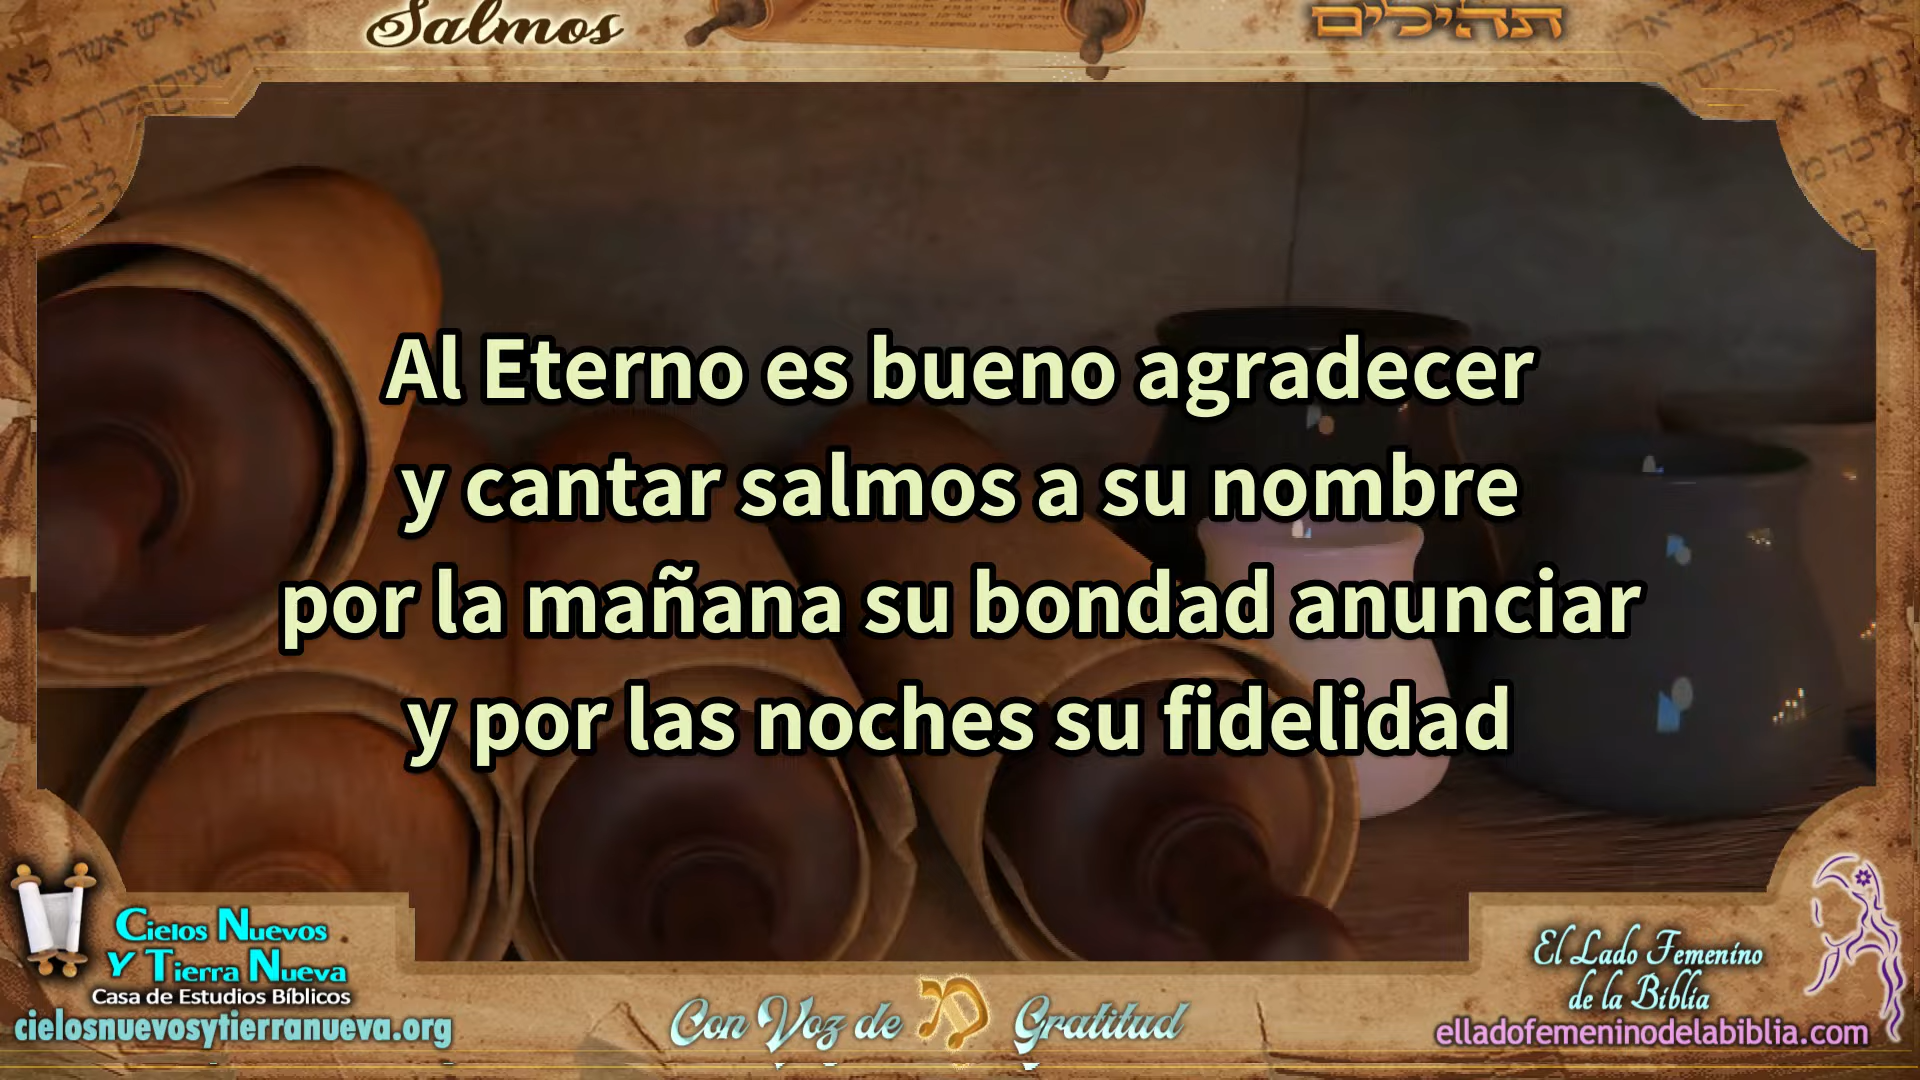 Salmos
תהילים
Al Eterno es bueno agradecer
y cantar salmos a su nombre
por la mañana su bondad anunciar
y por las noches su fidelidad
Cielos Nuevos
Y Tierra Nueva
Casa de Estudios Bíblicos
cielosnuevosytierranueva.org
Con Voz de
Gratitud
El Lado Femenino
de la Biblia
elladofemeninodelabiblia.com